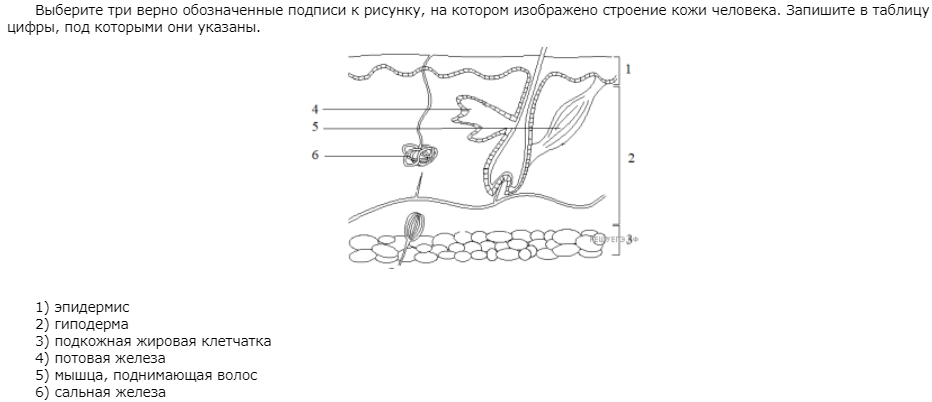 Выберите три верно обозначенные подписи к рисунку, на котором изображено строение кожи человека. Запишите в таблицу
цифры, под которыми они указаны.
1
4
5
6
2
3
1) эпидермис
2) гиподерма
3) подкожная жировая клетчатка
4) потовая железа
5) мышца, поднимающая волос
6) сальная железа